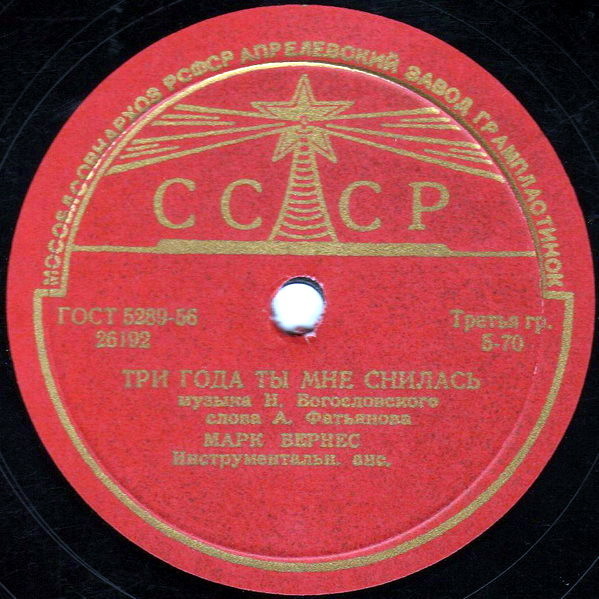 МОСОБЛСОВНАРХОЗ РСФСР АПРЕЛЕВСКИЙ ЗАВОД ГРАМПЛАСТИНОК
СССР
ГОСТ 5289-56
26192
Третья гр.
5-70
ТРИ ГОДА ТЫ МНЕ СНИЛАСЬ
музыка Н. Богословского
слова А. Фатьянова
МАРК БЕРНЕС
Инструментальн. анс.